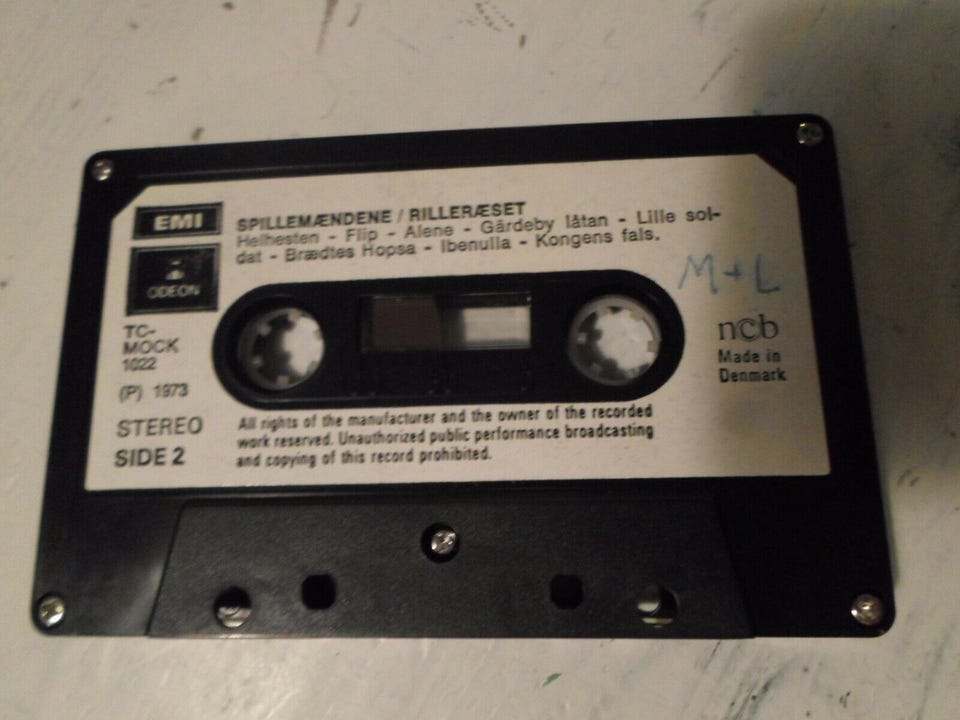 EMI
ODEON
SPILLEMÆNDENE / RILLERÆSET
Helhesten - Flip - Alene - Gärdeby låtan - Lille sol-
dat - Brædtes Hopsa - Ibenulla - Kongens fals.
M + L
ncb
Made in
Denmark
TC-
MOCK
1022
(P) 1973
STEREO
SIDE 2
All rights of the manufacturer and the owner of the recorded
work reserved. Unauthorized public performance broadcasting
and copying of this record prohibited.